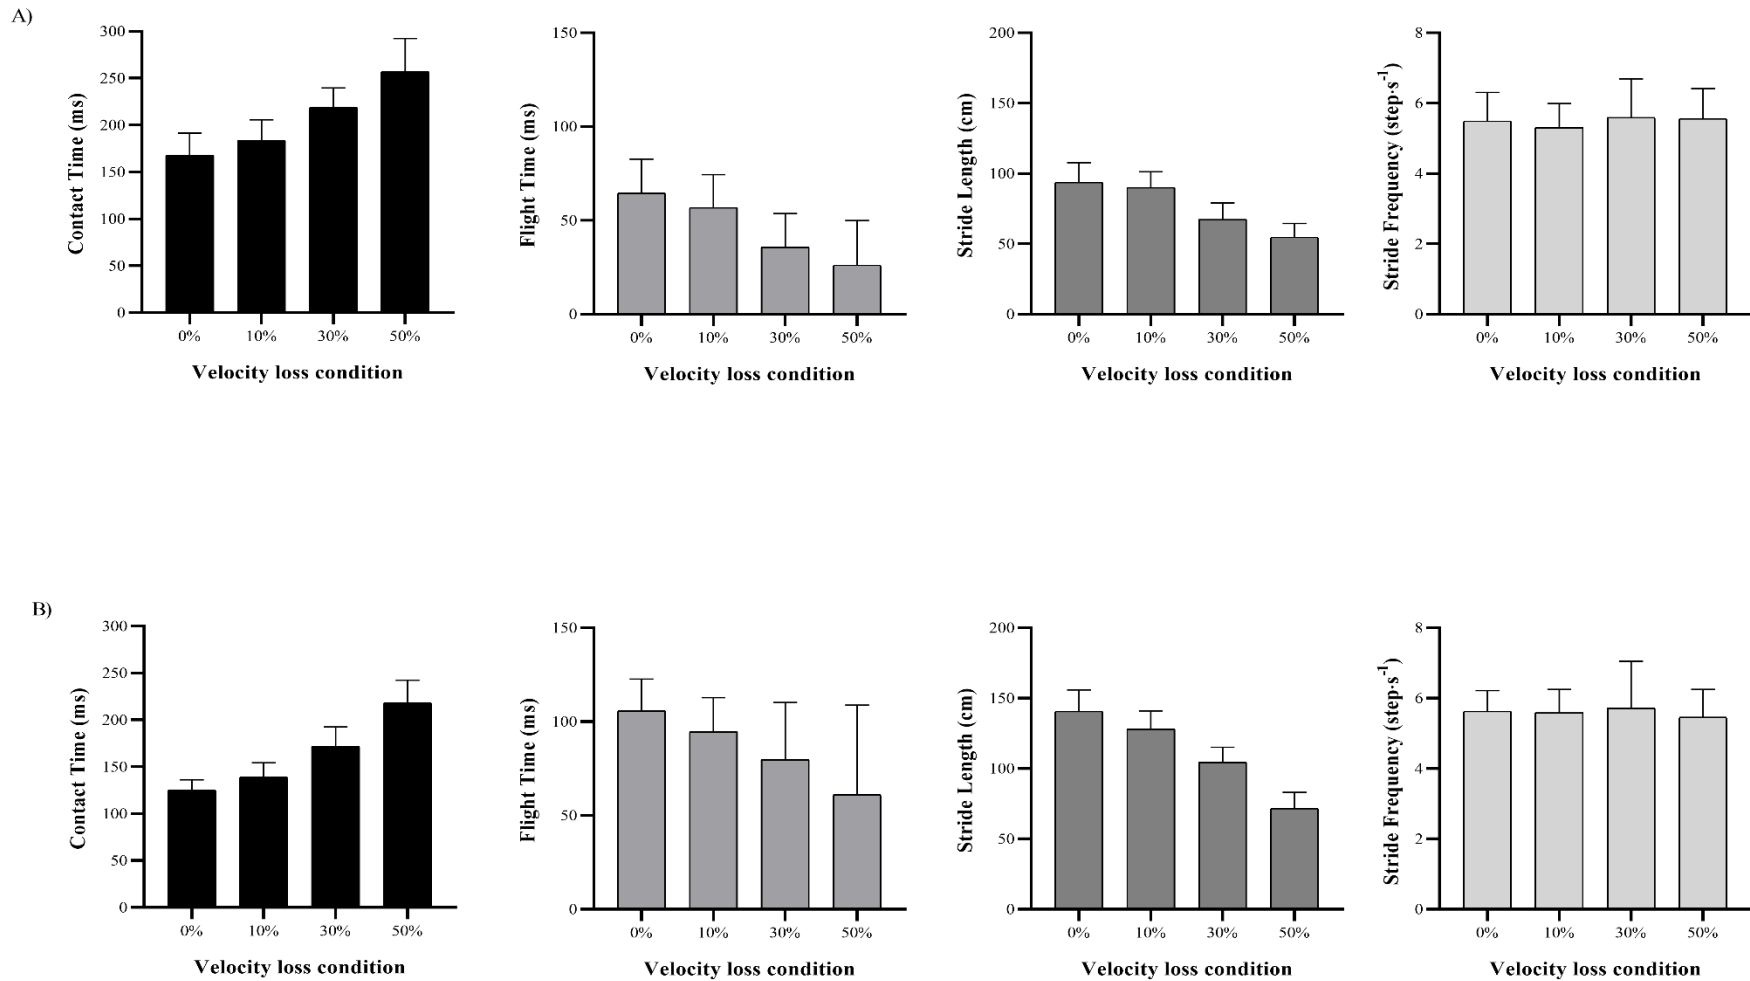 A)
Contact Time (ms)
300
250
200
150
100
50
0
0% 10% 30% 50%
Velocity loss condition
Flight Time (ms)
150
100
50
0
0% 10% 30% 50%
Velocity loss condition
Stride Length (cm)
200
150
100
50
0
0% 10% 30% 50%
Velocity loss condition
Stride Frequency (step·s⁻¹)
8
6
4
2
0
0% 10% 30% 50%
Velocity loss condition
B)
Contact Time (ms)
300
250
200
150
100
50
0
0% 10% 30% 50%
Velocity loss condition
Flight Time (ms)
150
100
50
0
0% 10% 30% 50%
Velocity loss condition
Stride Length (cm)
200
150
100
50
0
0% 10% 30% 50%
Velocity loss condition
Stride Frequency (step·s⁻¹)
8
6
4
2
0
0% 10% 30% 50%
Velocity loss condition